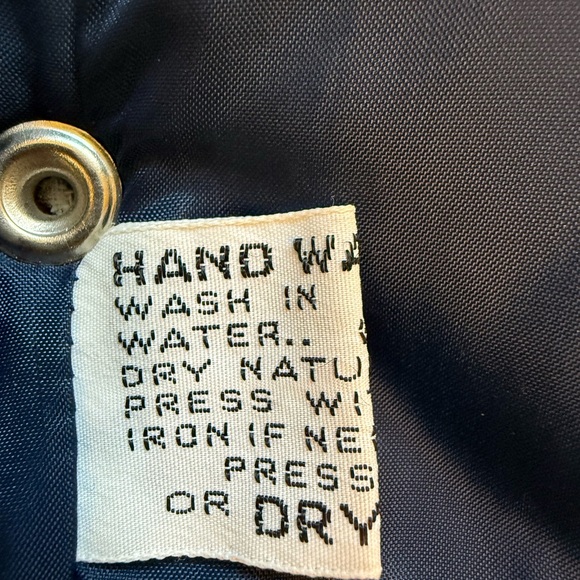 HAND WA
WASH IN
WATER..
DRY NATU
PRESS WI
IRON IF NE
PRESS
OR DRY